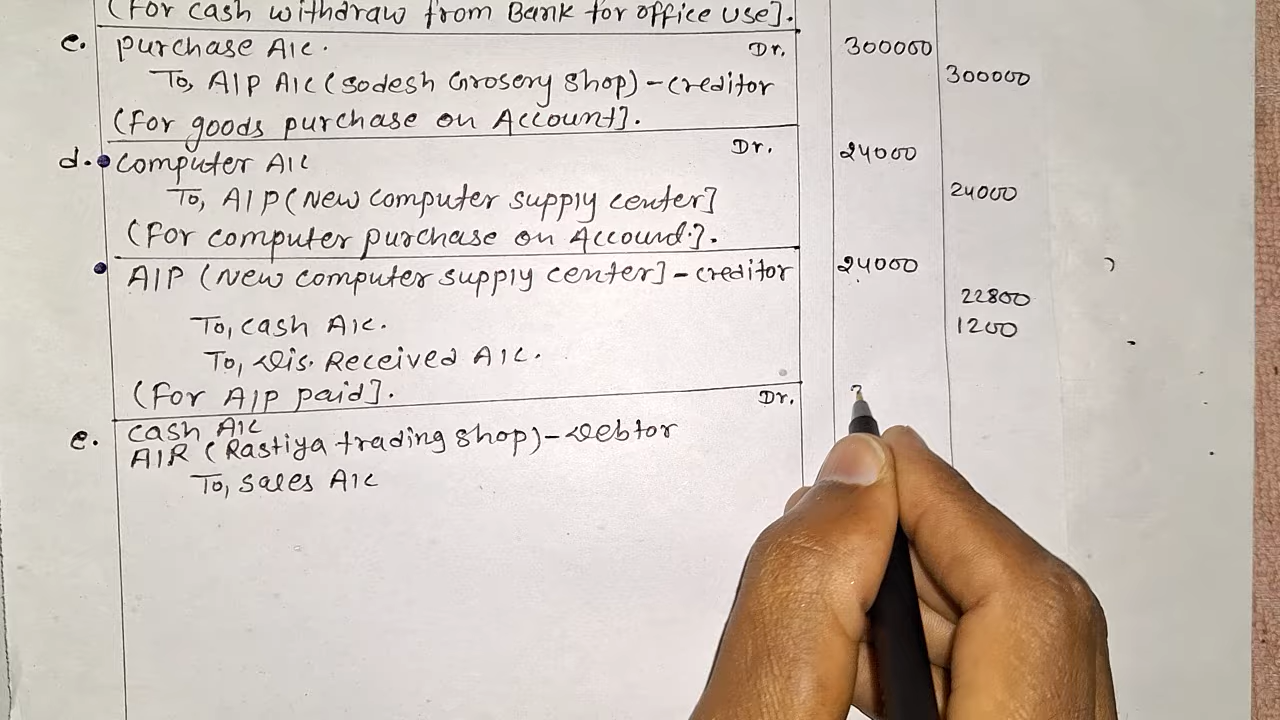 (For cash withdraw from Bank for office use].
c. purchase A/c. Dr. 300000
To, A/P A/c (Sodesh Grosery shop) - creditor 300000
(For goods purchase on Account].
d. computer A/c Dr. 24000
To, A/P (New computer supply center] 24000
(For computer purchase on Accound.].
A/P (New computer supply center] - creditor 24000
To, cash A/c. 22800
To, Dis. Received A/c. 1200
(For A/p paid]. Dr.
e. cash A/c
A/R (Rastiya trading shop) - Debtor
To, sales A/c